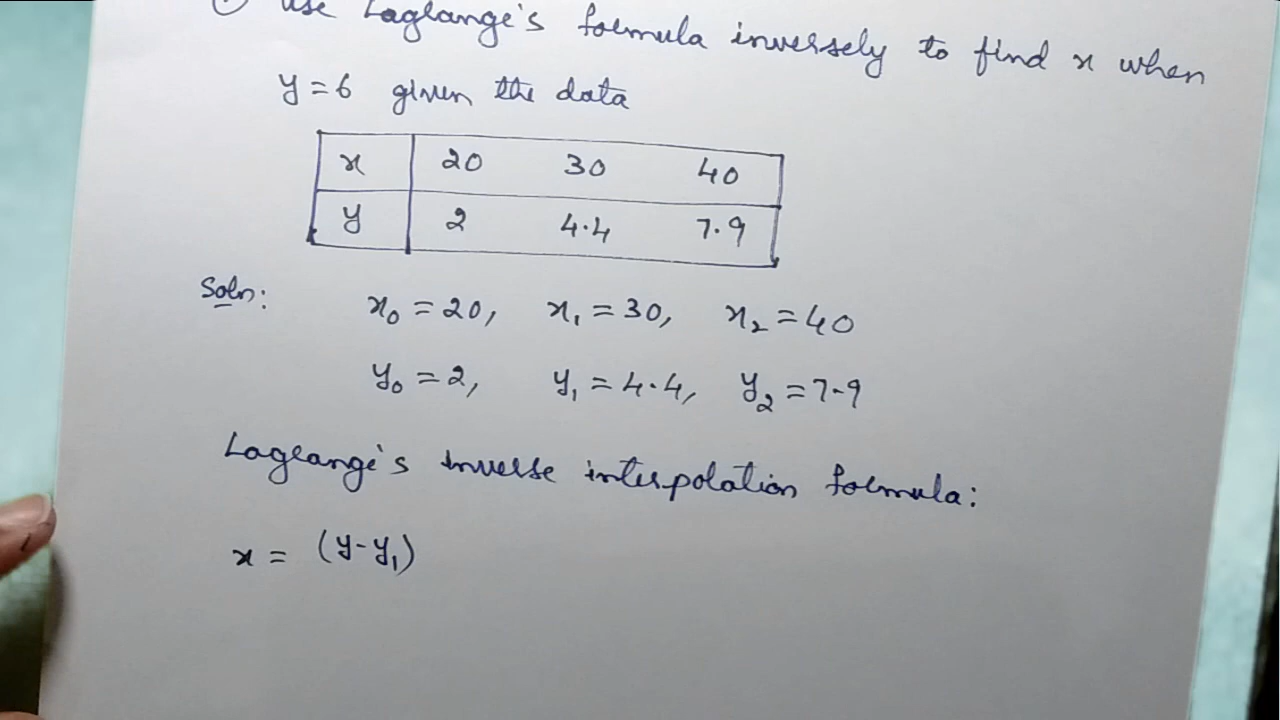 ① Use Lagrange's formula inversely to find x when
y = 6 given the data
x 20 30 40
y 2 4.4 7.9
Soln: x₀ = 20, x₁ = 30, x₂ = 40
y₀ = 2, y₁ = 4.4, y₂ = 7.9
Lagrange's inverse interpolation formula:
x = (y-y₁)